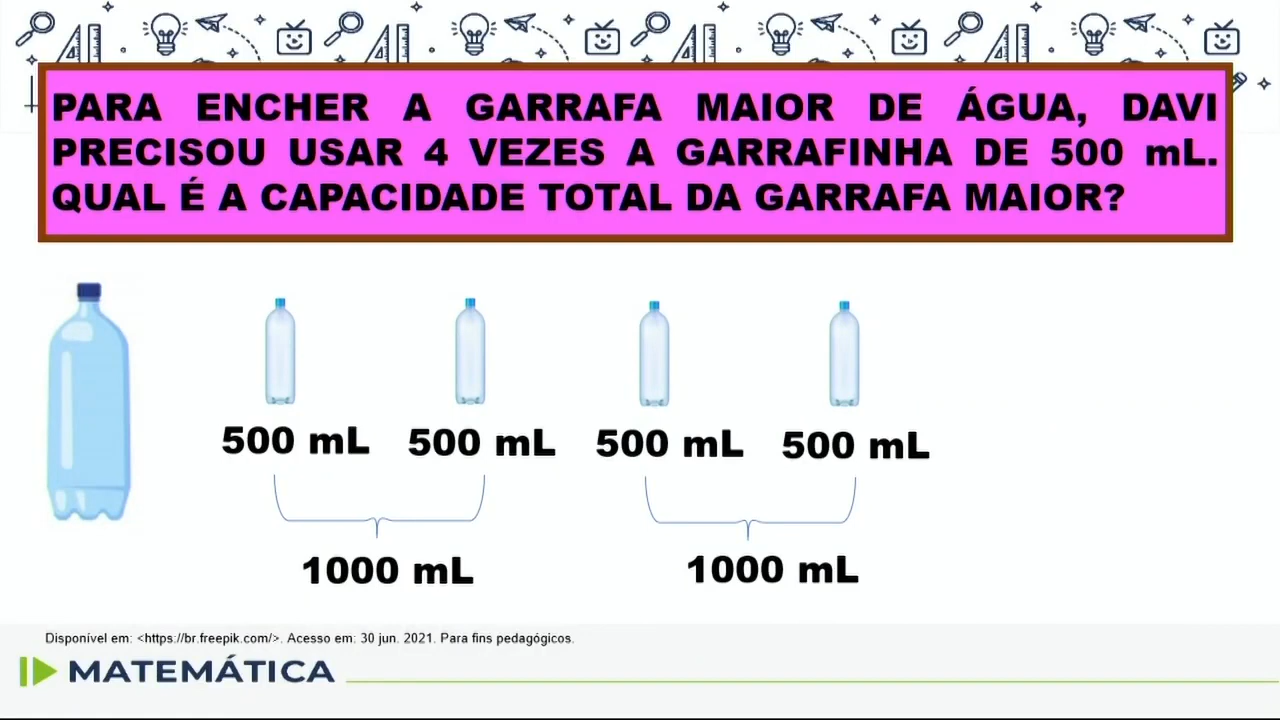 PARA ENCHER A GARRAFA MAIOR DE ÁGUA, DAVI
PRECISOU USAR 4 VEZES A GARRAFINHA DE 500 mL.
QUAL É A CAPACIDADE TOTAL DA GARRAFA MAIOR?
500 mL 500 mL 500 mL 500 mL
1000 mL 1000 mL
Disponível em: <https://br.freepik.com/>. Acesso em: 30 jun. 2021. Para fins pedagógicos.
MATEMÁTICA